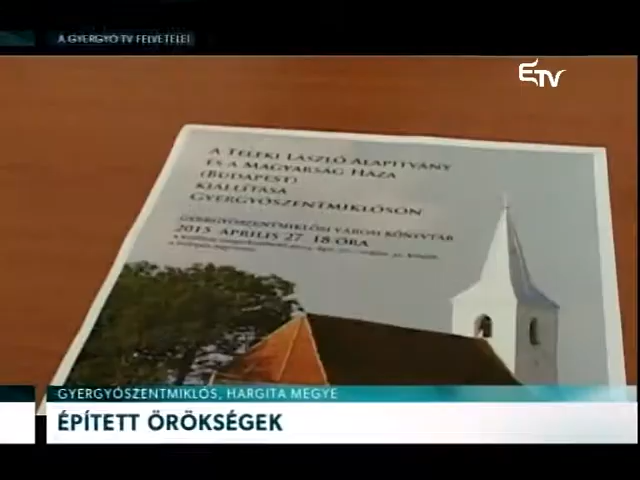 A GYERGYÓ TV FELVÉTELEI
ETV
A TELEKI LÁSZLÓ ALAPÍTVÁNY
ÉS A MAGYARSÁG HÁZA
(BUDAPEST)
KIÁLLÍTÁSA
GYERGYÓSZENTMIKLÓSON
GYERGYÓSZENTMIKLÓSI VÁROSI KÖNYVTÁR
2015. ÁPRILIS 27. 18 ÓRA
GYERGYÓSZENTMIKLÓS, HARGITA MEGYE
ÉPÍTETT ÖRÖKSÉGEK